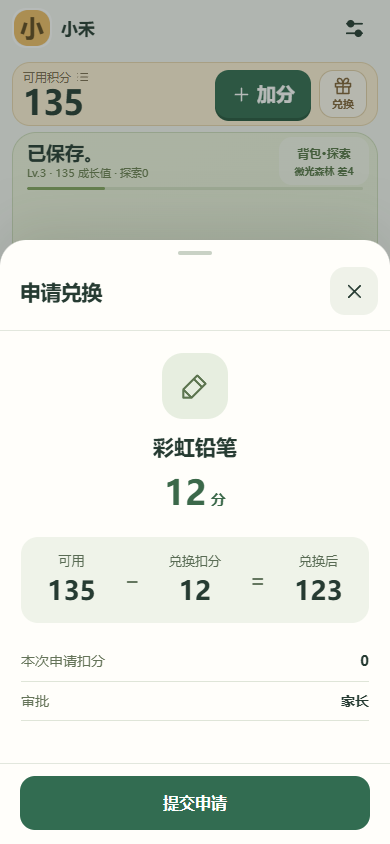 小 小禾
可用积分
135
＋ 加分
兑换
已保存。
Lv.3 · 135 成长值 · 探索0
背包•探索
微光森林 差4
申请兑换
彩虹铅笔
12 分
可用 兑换扣分 兑换后
135 − 12 = 123
本次申请扣分 0
审批 家长
提交申请